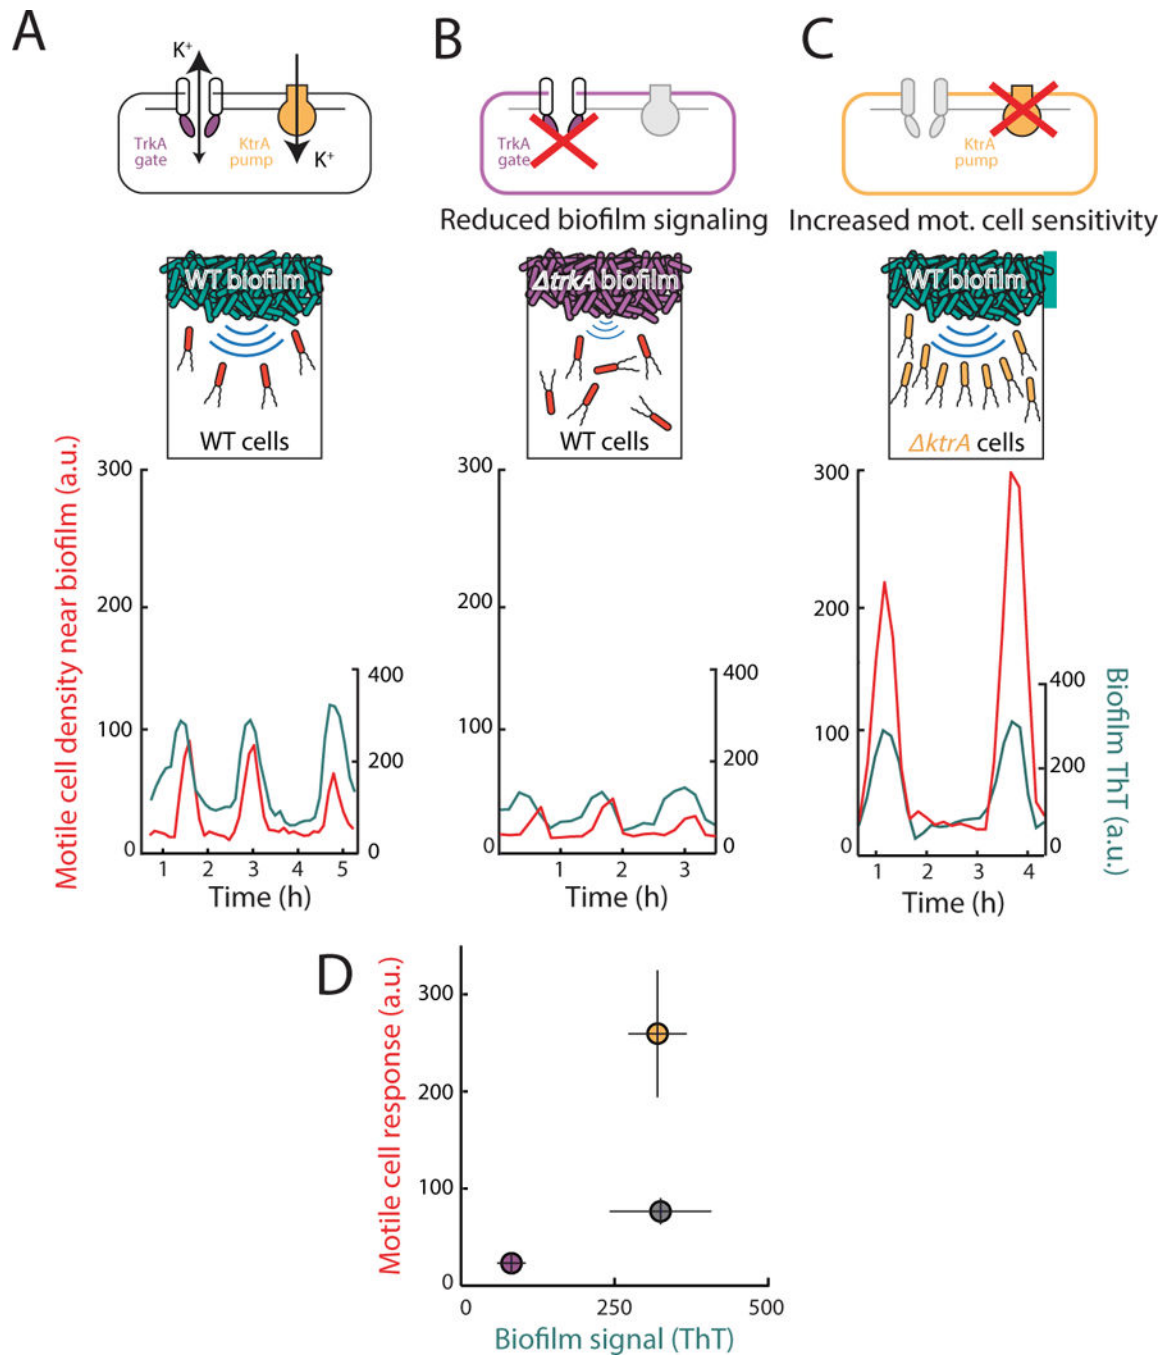 A
B
C
K⁺
TrkA
gate
KtrA
pump
K⁺
TrkA
gate
KtrA
pump
Reduced biofilm signaling
Increased mot. cell sensitivity
WT biofilm
ΔtrkA biofilm
WT biofilm
WT cells
WT cells
ΔktrA cells
Motile cell density near biofilm (a.u.)
300
200
100
0
400
200
0
1 2 3 4 5
Time (h)
300
200
100
0
400
200
0
1 2 3
Time (h)
300
200
100
0
400
200
0
1 2 3 4
Time (h)
Biofilm ThT (a.u.)
D
Motile cell response (a.u.)
300
200
100
0
0 250 500
Biofilm signal (ThT)